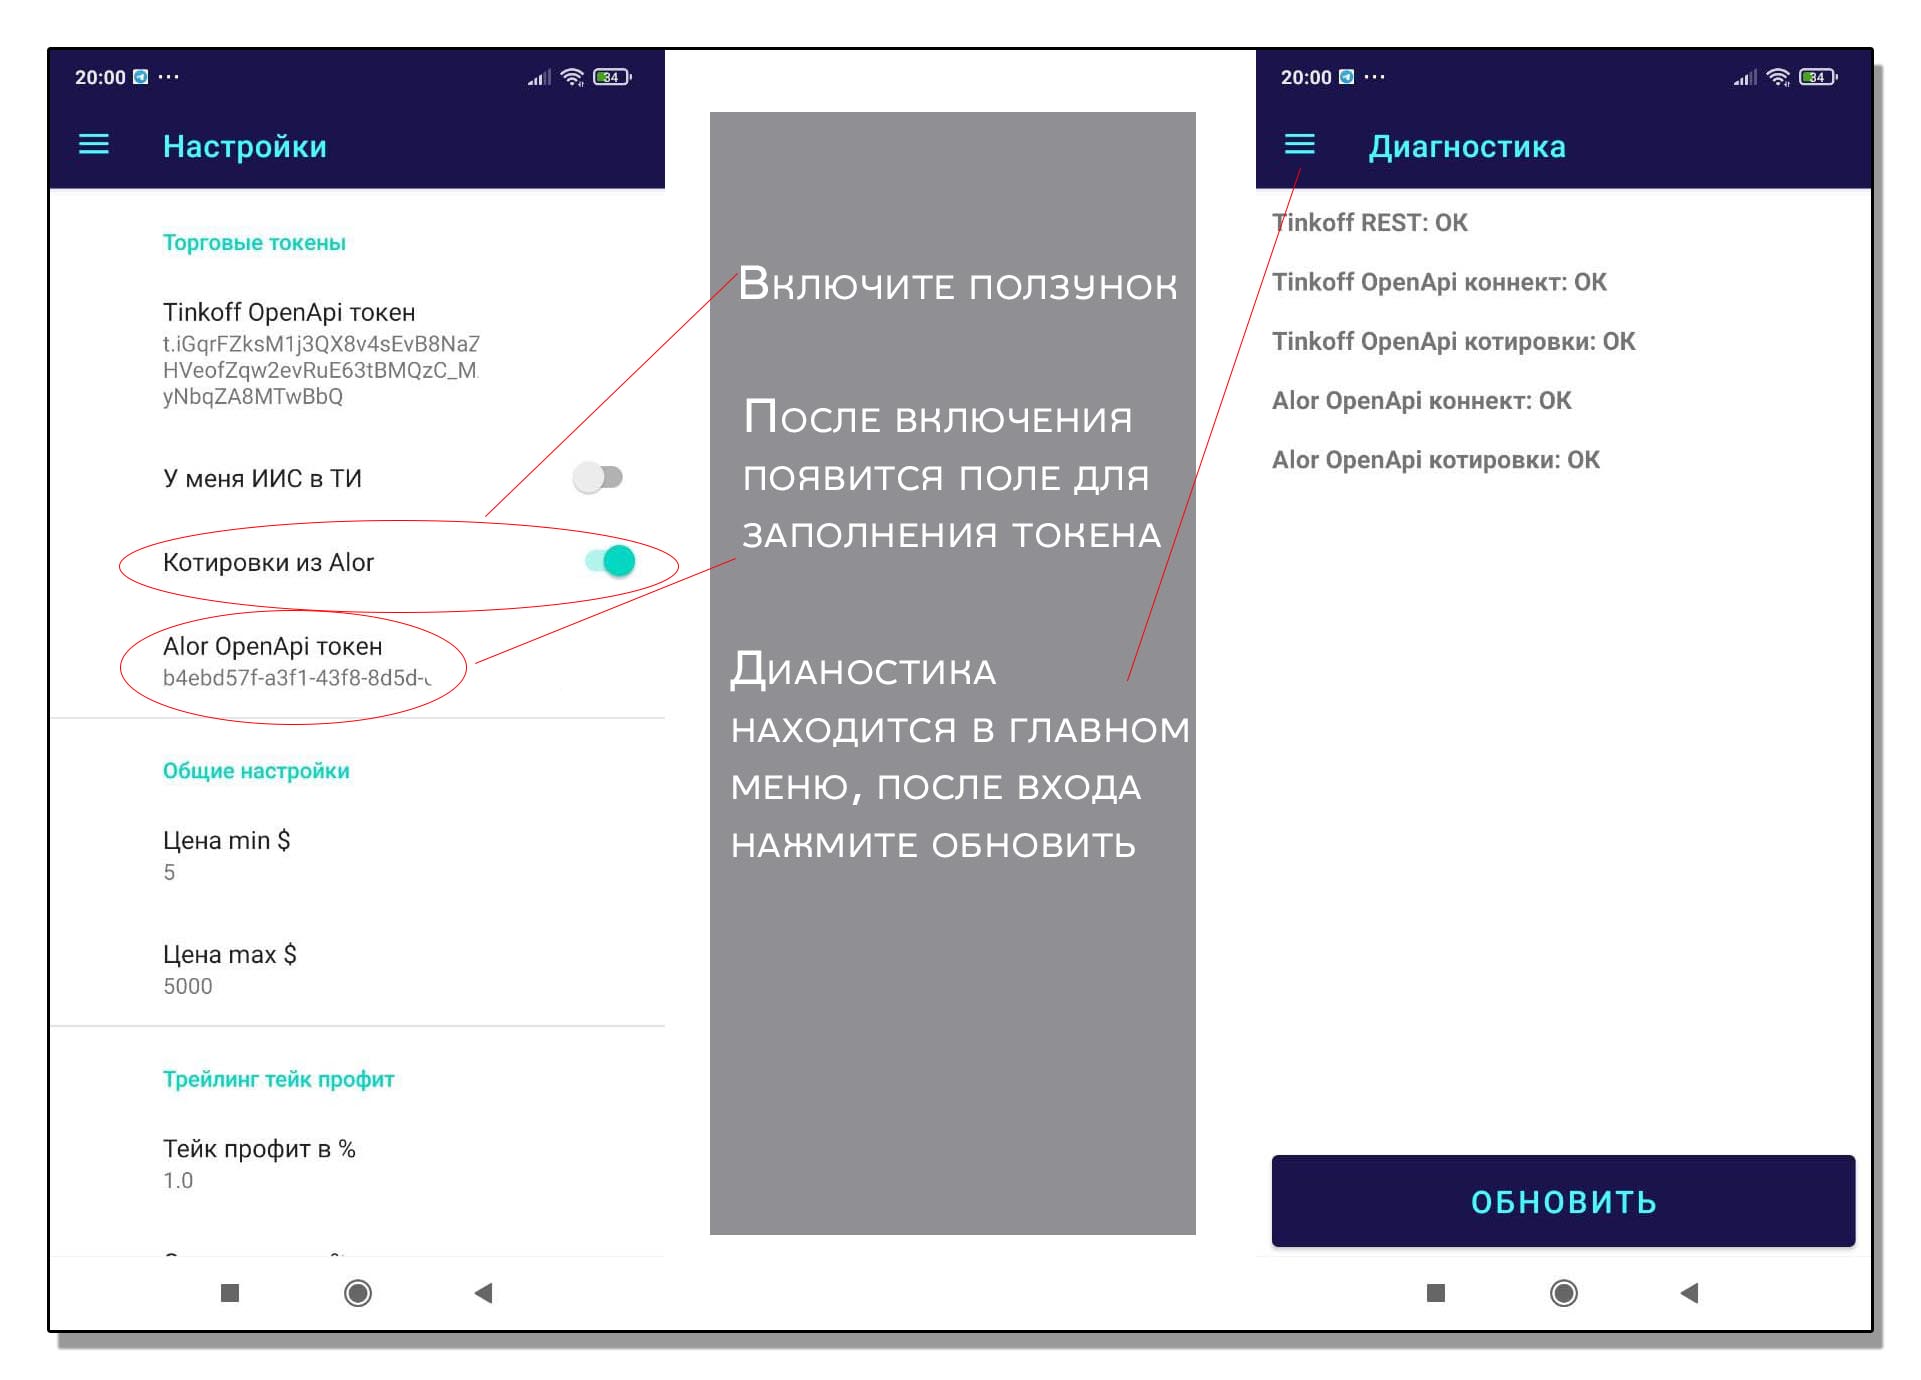 20:00
34
Настройки
Торговые токены
Tinkoff OpenApi токен
t.iGqrFZksM1j3QX8v4sEvB8NaZ
HVeofZqw2evRuE63tBMQzC_M
yNbqZA8MTwBbQ
У меня ИИС в ТИ
Котировки из Alor
Alor OpenApi токен
b4ebd57f-a3f1-43f8-8d5d-
Общие настройки
Цена min $
5
Цена max $
5000
Трейлинг тейк профит
Тейк профит в %
1.0
Включите ползунок
После включения
появится поле для
заполнения токена
Дианостика
находится в главном
меню, после входа
нажмите обновить
20:00
34
Диагностика
Tinkoff REST: OK
Tinkoff OpenApi коннект: OK
Tinkoff OpenApi котировки: OK
Alor OpenApi коннект: OK
Alor OpenApi котировки: OK
ОБНОВИТЬ